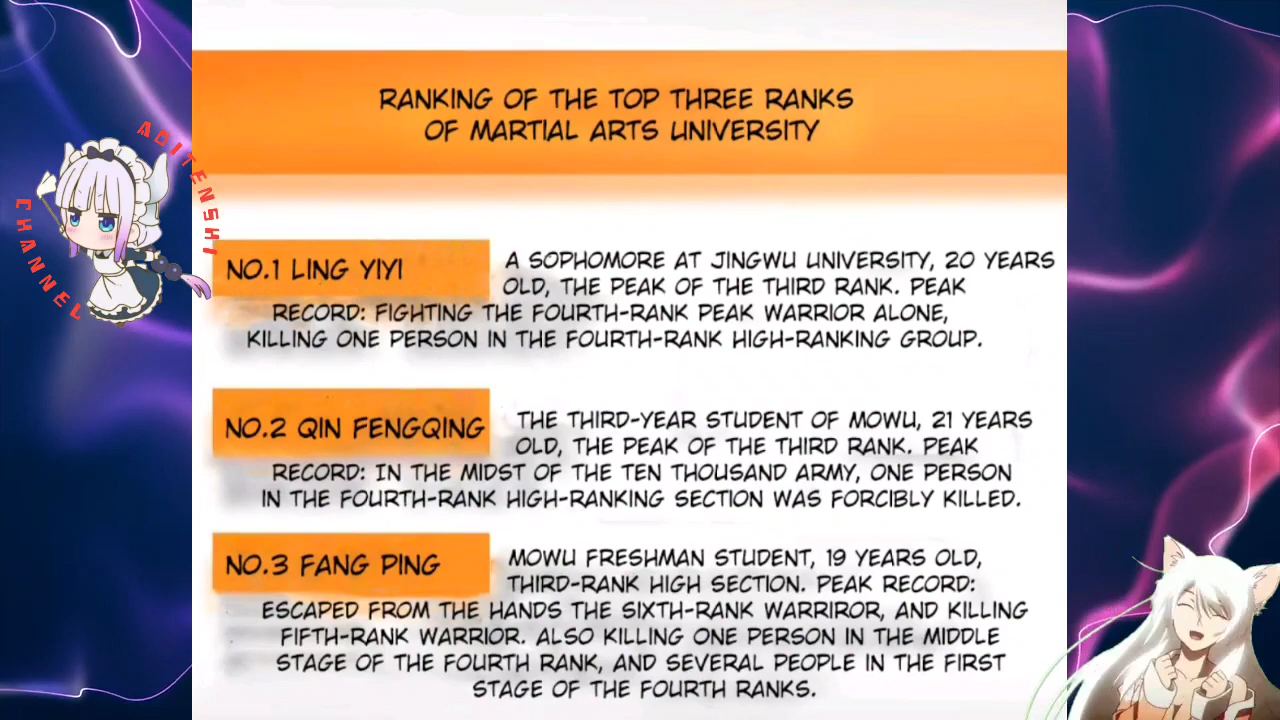 RANKING OF THE TOP THREE RANKS
OF MARTIAL ARTS UNIVERSITY
ADITENSHI
CHANNEL
NO.1 LING YIYI
A SOPHOMORE AT JINGWU UNIVERSITY, 20 YEARS
OLD, THE PEAK OF THE THIRD RANK. PEAK
RECORD: FIGHTING THE FOURTH-RANK PEAK WARRIOR ALONE,
KILLING ONE PERSON IN THE FOURTH-RANK HIGH-RANKING GROUP.
NO.2 QIN FENGQING
THE THIRD-YEAR STUDENT OF MOWU, 21 YEARS
OLD, THE PEAK OF THE THIRD RANK. PEAK
RECORD: IN THE MIDST OF THE TEN THOUSAND ARMY, ONE PERSON
IN THE FOURTH-RANK HIGH-RANKING SECTION WAS FORCIBLY KILLED.
NO.3 FANG PING
MOWU FRESHMAN STUDENT, 19 YEARS OLD,
THIRD-RANK HIGH SECTION. PEAK RECORD:
ESCAPED FROM THE HANDS THE SIXTH-RANK WARRIROR, AND KILLING
FIFTH-RANK WARRIOR. ALSO KILLING ONE PERSON IN THE MIDDLE
STAGE OF THE FOURTH RANK, AND SEVERAL PEOPLE IN THE FIRST
STAGE OF THE FOURTH RANKS.